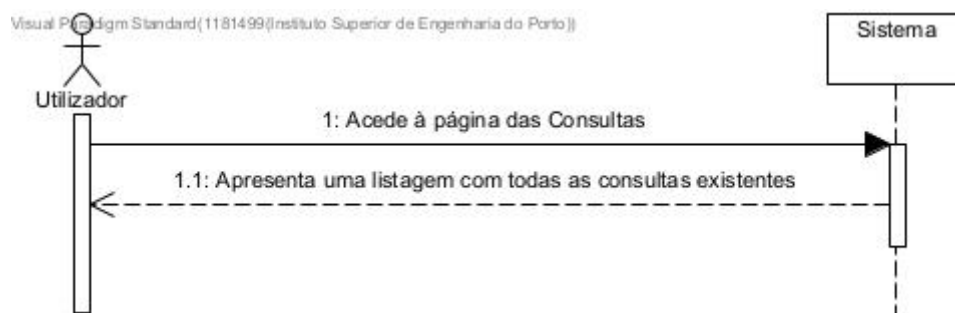 Visual Paradigm Standard(1181499(Instituto Superior de Engenharia do Porto))
Sistema
Utilizador
1: Acede à página das Consultas
1.1: Apresenta uma listagem com todas as consultas existentes